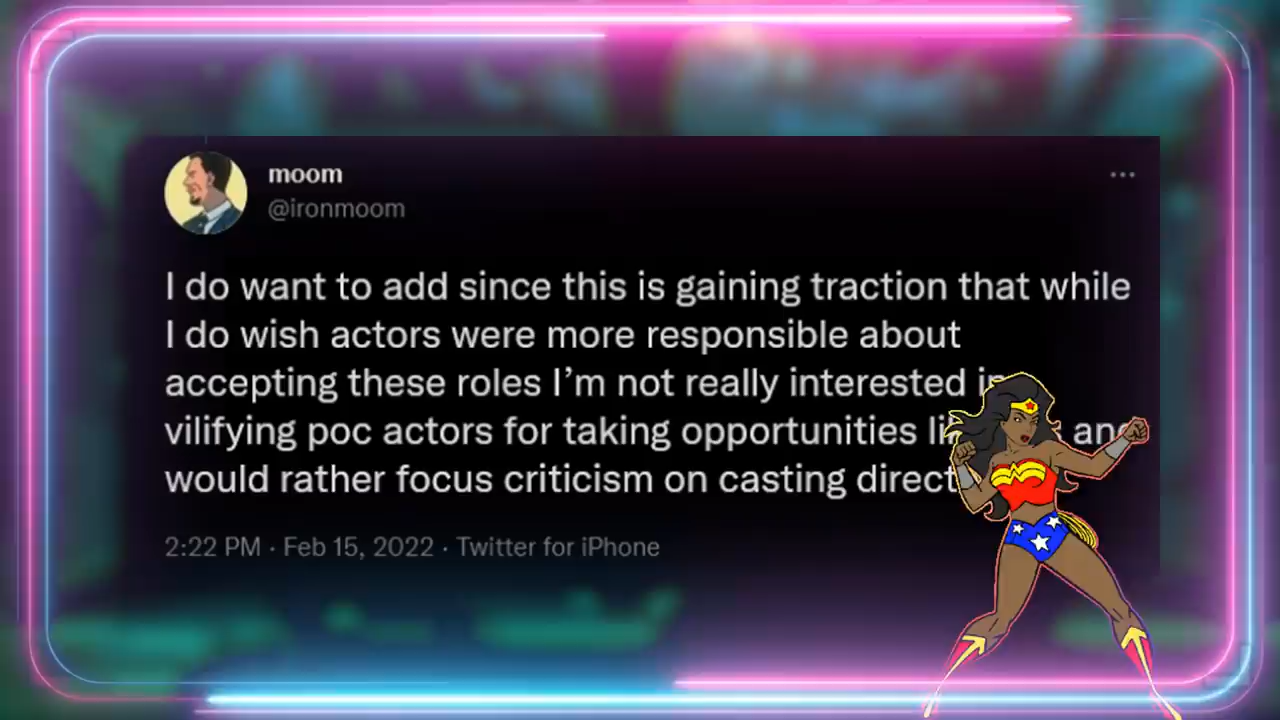 moom
@ironmoom
I do want to add since this is gaining traction that while
I do wish actors were more responsible about
accepting these roles I’m not really interested
vilifying poc actors for taking opportunities
would rather focus criticism on casting
2:22 PM · Feb 15, 2022 · Twitter for iPhone